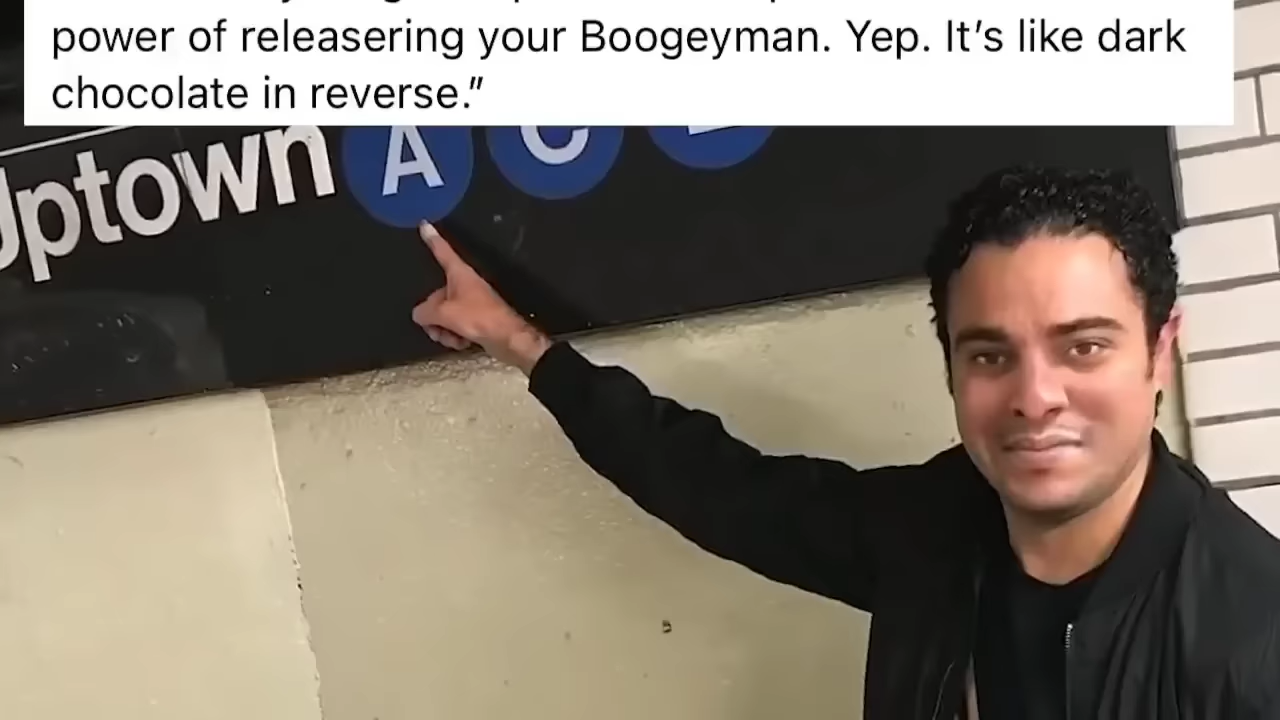 power of releasering your Boogeyman. Yep. It’s like dark
chocolate in reverse.”
Uptown A C